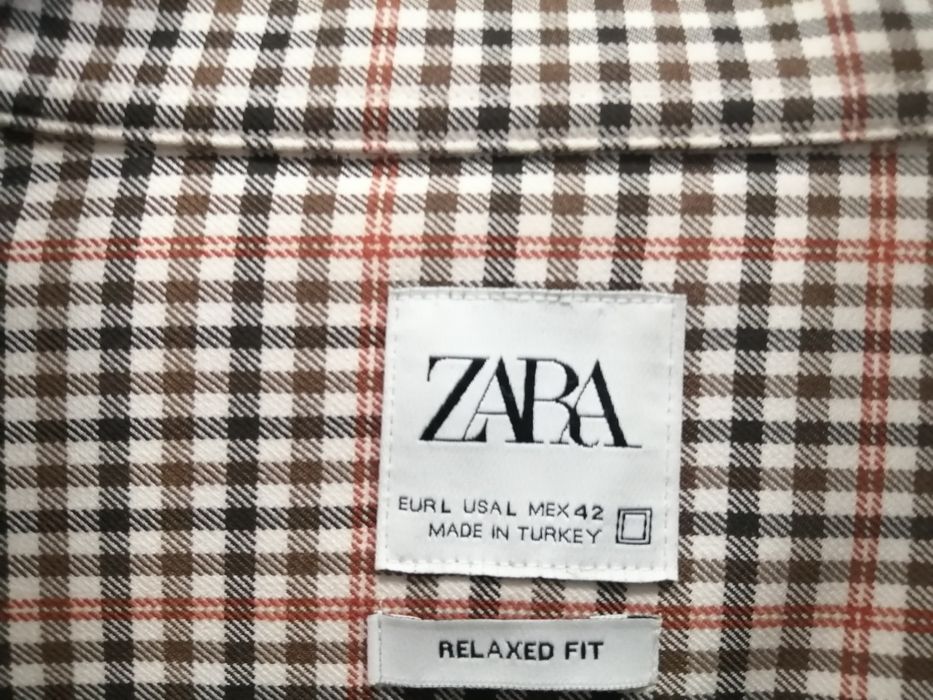 ZARA
EUR L USA L MEX 42
MADE IN TURKEY
RELAXED FIT